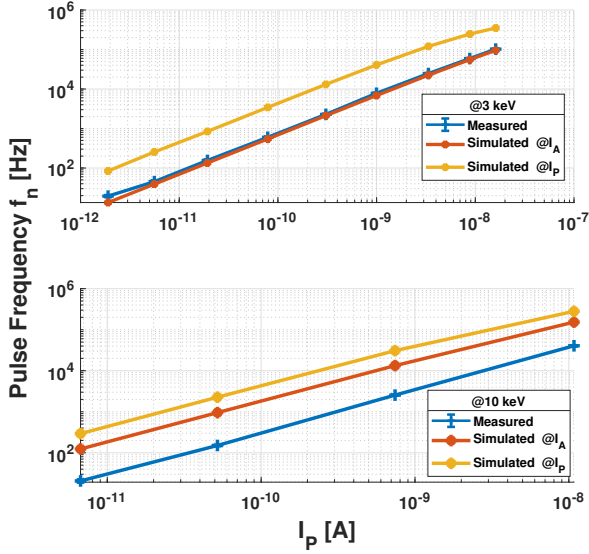 Pulse Frequency f_n [Hz]
10^6
10^4
10^2
@3 keV
Measured
Simulated @I_A
Simulated @I_P
10^-12 10^-11 10^-10 10^-9 10^-8 10^-7
10^6
10^4
10^2
@10 keV
Measured
Simulated @I_A
Simulated @I_P
10^-11 10^-10 10^-9 10^-8
I_P [A]